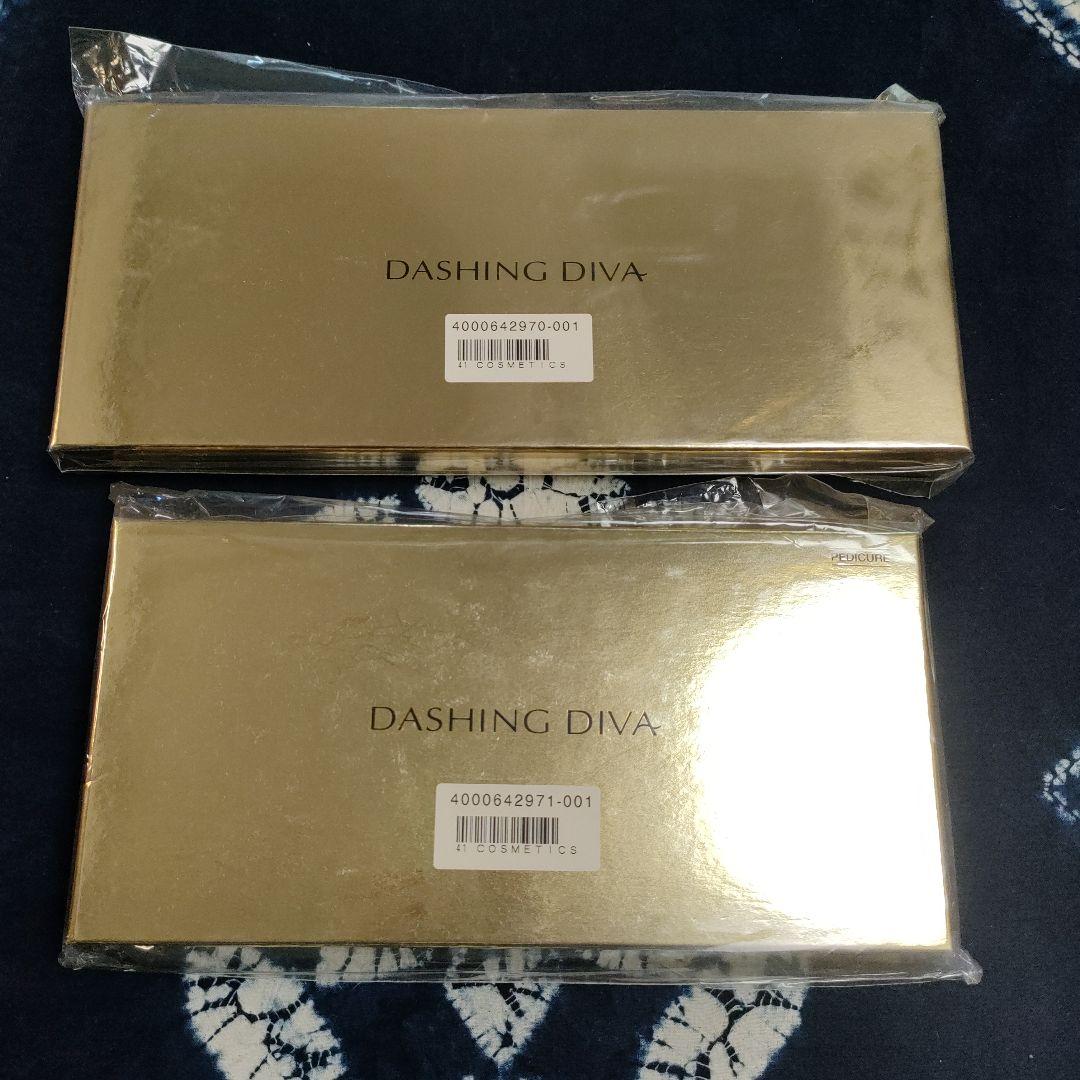 DASHING DIVA
4000642970-001
41 COSMETICS
PEDICURE
DASHING DIVA
4000642971-001
41 COSMETICS